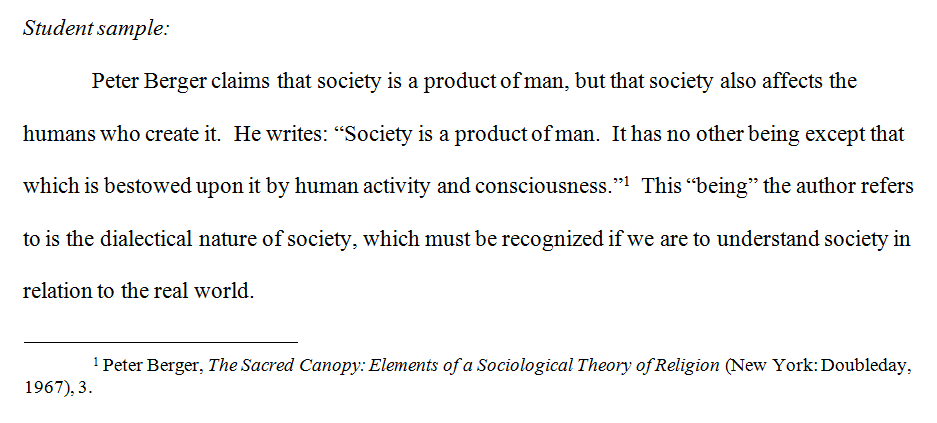 Student sample:
Peter Berger claims that society is a product of man, but that society also affects the
humans who create it.  He writes: “Society is a product of man.  It has no other being except that
which is bestowed upon it by human activity and consciousness.”¹  This “being” the author refers
to is the dialectical nature of society, which must be recognized if we are to understand society in
relation to the real world.
¹ Peter Berger, The Sacred Canopy: Elements of a Sociological Theory of Religion (New York: Doubleday,
1967), 3.